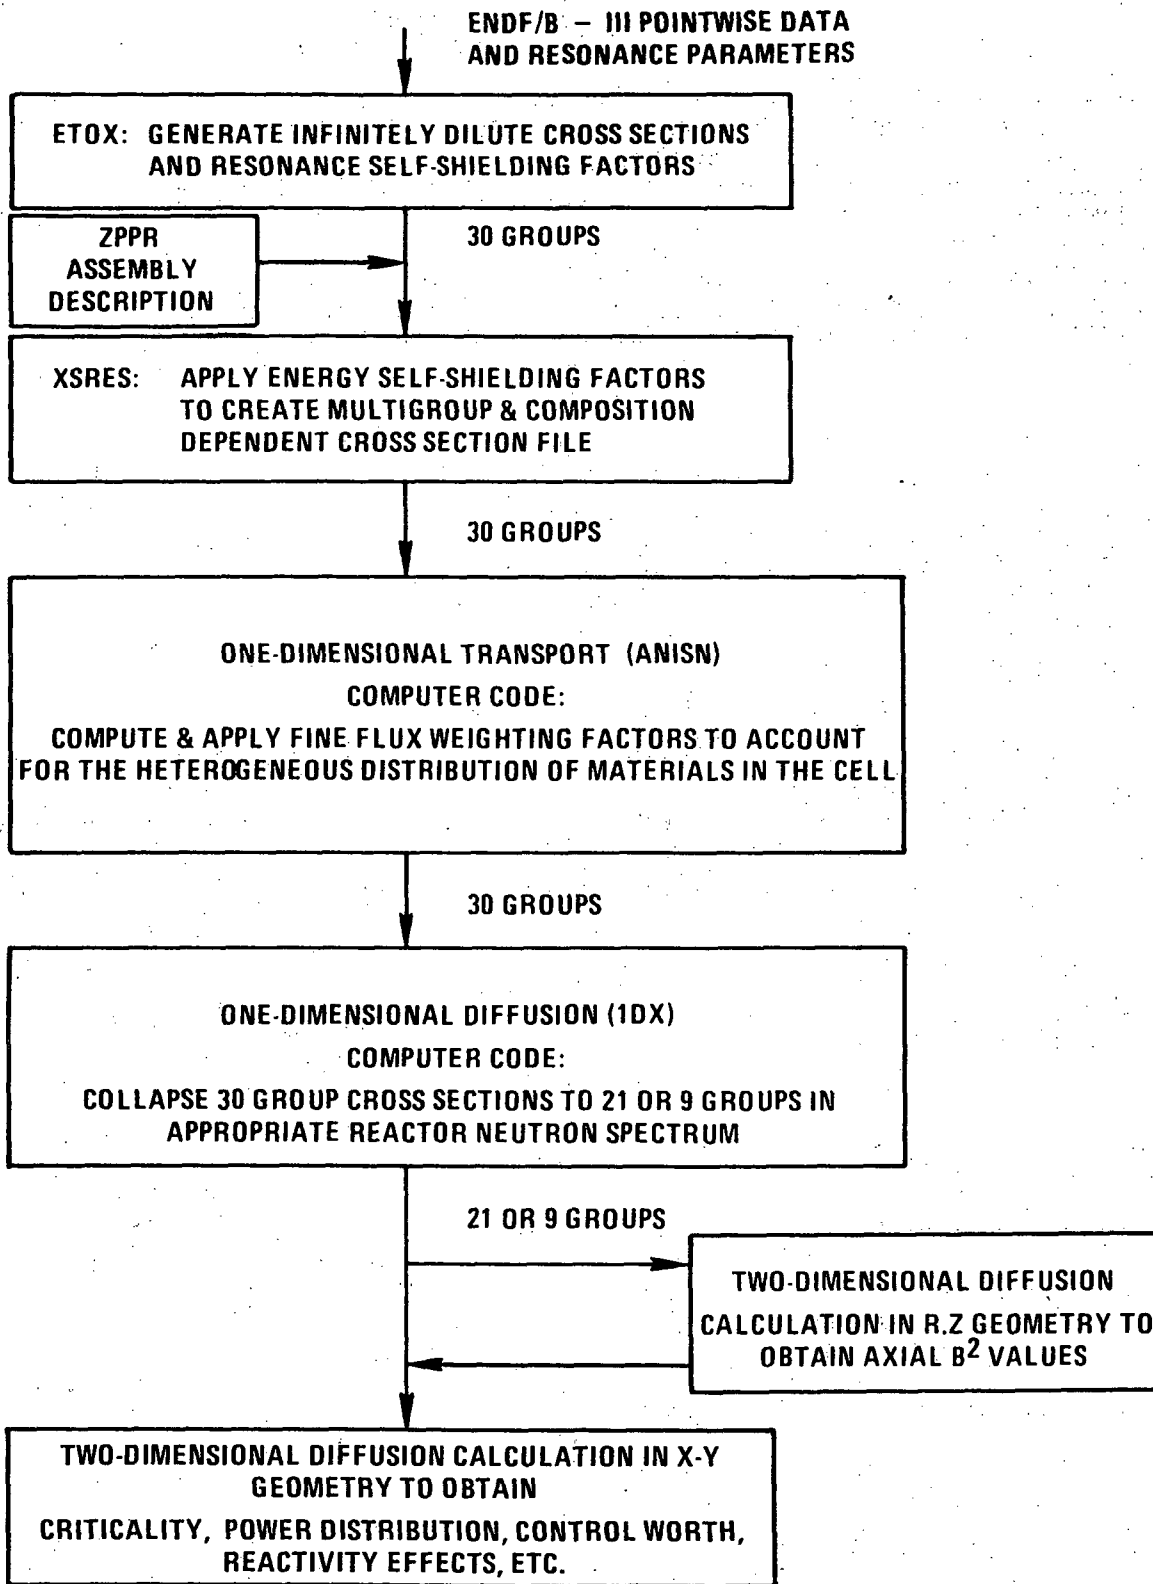 ENDF/B – III POINTWISE DATA
AND RESONANCE PARAMETERS
ETOX: GENERATE INFINITELY DILUTE CROSS SECTIONS
AND RESONANCE SELF-SHIELDING FACTORS
30 GROUPS
ZPPR
ASSEMBLY
DESCRIPTION
XSRES: APPLY ENERGY SELF-SHIELDING FACTORS
TO CREATE MULTIGROUP & COMPOSITION
DEPENDENT CROSS SECTION FILE
30 GROUPS
ONE-DIMENSIONAL TRANSPORT (ANISN)
COMPUTER CODE:
COMPUTE & APPLY FINE FLUX WEIGHTING FACTORS TO ACCOUNT
FOR THE HETEROGENEOUS DISTRIBUTION OF MATERIALS IN THE CELL
30 GROUPS
ONE-DIMENSIONAL DIFFUSION (1DX)
COMPUTER CODE:
COLLAPSE 30 GROUP CROSS SECTIONS TO 21 OR 9 GROUPS IN
APPROPRIATE REACTOR NEUTRON SPECTRUM
21 OR 9 GROUPS
TWO-DIMENSIONAL DIFFUSION
CALCULATION IN R.Z GEOMETRY TO
OBTAIN AXIAL B² VALUES
TWO-DIMENSIONAL DIFFUSION CALCULATION IN X-Y
GEOMETRY TO OBTAIN
CRITICALITY, POWER DISTRIBUTION, CONTROL WORTH,
REACTIVITY EFFECTS, ETC.